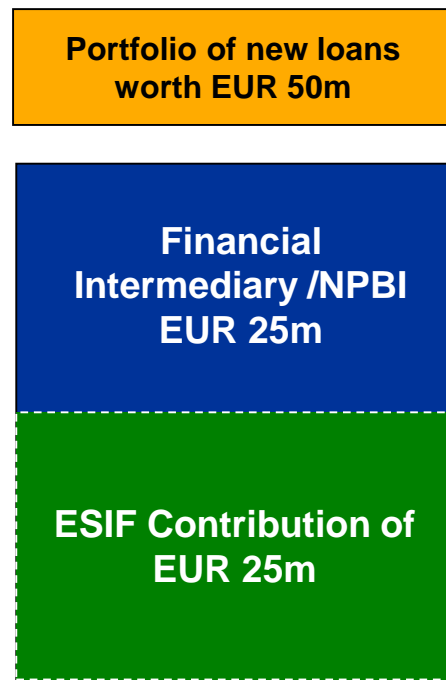 Portfolio of new loans
worth EUR 50m
Financial
Intermediary /NPBI
EUR 25m
ESIF Contribution of
EUR 25m